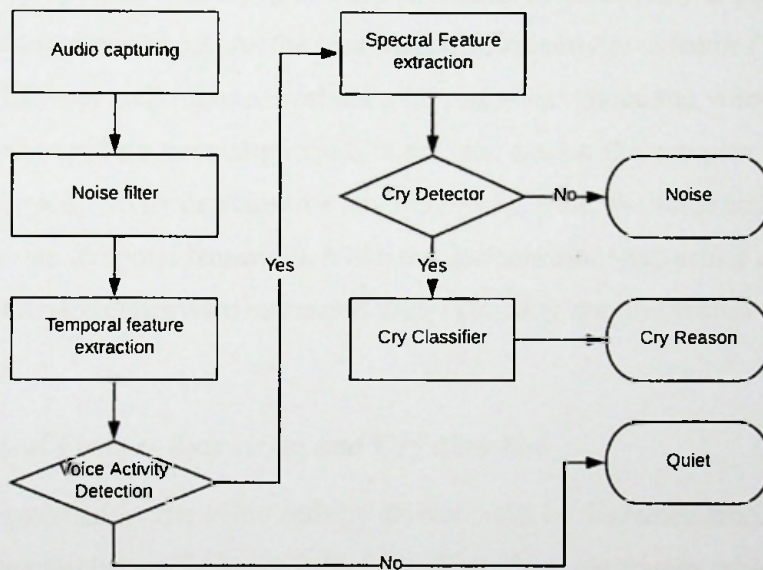 Audio capturing
Noise filter
Temporal feature
extraction
Voice Activity
Detection
Yes
No
Spectral Feature
extraction
Cry Detector
No
Noise
Yes
Cry Classifier
Cry Reason
Quiet